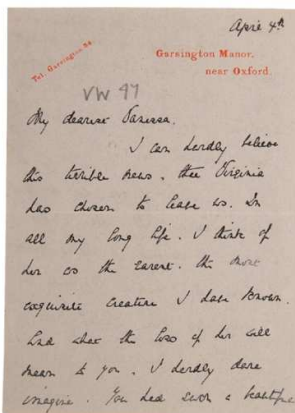 April 4th
Tel. Garsington 84.
Garsington Manor,
near Oxford.
VW 97
My dearest Vanessa.
I can hardly believe
this terrible news. that Virginia
has chosen to leave us. In
all my long life. I think of
her as the rarest. the most
exquisite creature I have known.
And what the loss of her will
mean to you. I hardly dare
imagine. You had such a beautiful